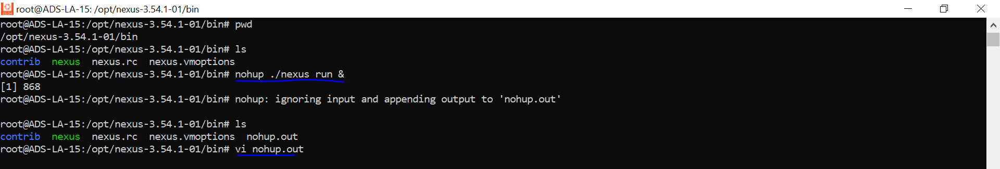 root@ADS-LA-15: /opt/nexus-3.54.1-01/bin
root@ADS-LA-15:/opt/nexus-3.54.1-01/bin# pwd
/opt/nexus-3.54.1-01/bin
root@ADS-LA-15:/opt/nexus-3.54.1-01/bin# ls
contrib  nexus  nexus.rc  nexus.vmoptions
root@ADS-LA-15:/opt/nexus-3.54.1-01/bin# nohup ./nexus run &
[1] 868
root@ADS-LA-15:/opt/nexus-3.54.1-01/bin# nohup: ignoring input and appending output to 'nohup.out'
root@ADS-LA-15:/opt/nexus-3.54.1-01/bin# ls
contrib  nexus  nexus.rc  nexus.vmoptions  nohup.out
root@ADS-LA-15:/opt/nexus-3.54.1-01/bin# vi nohup.out